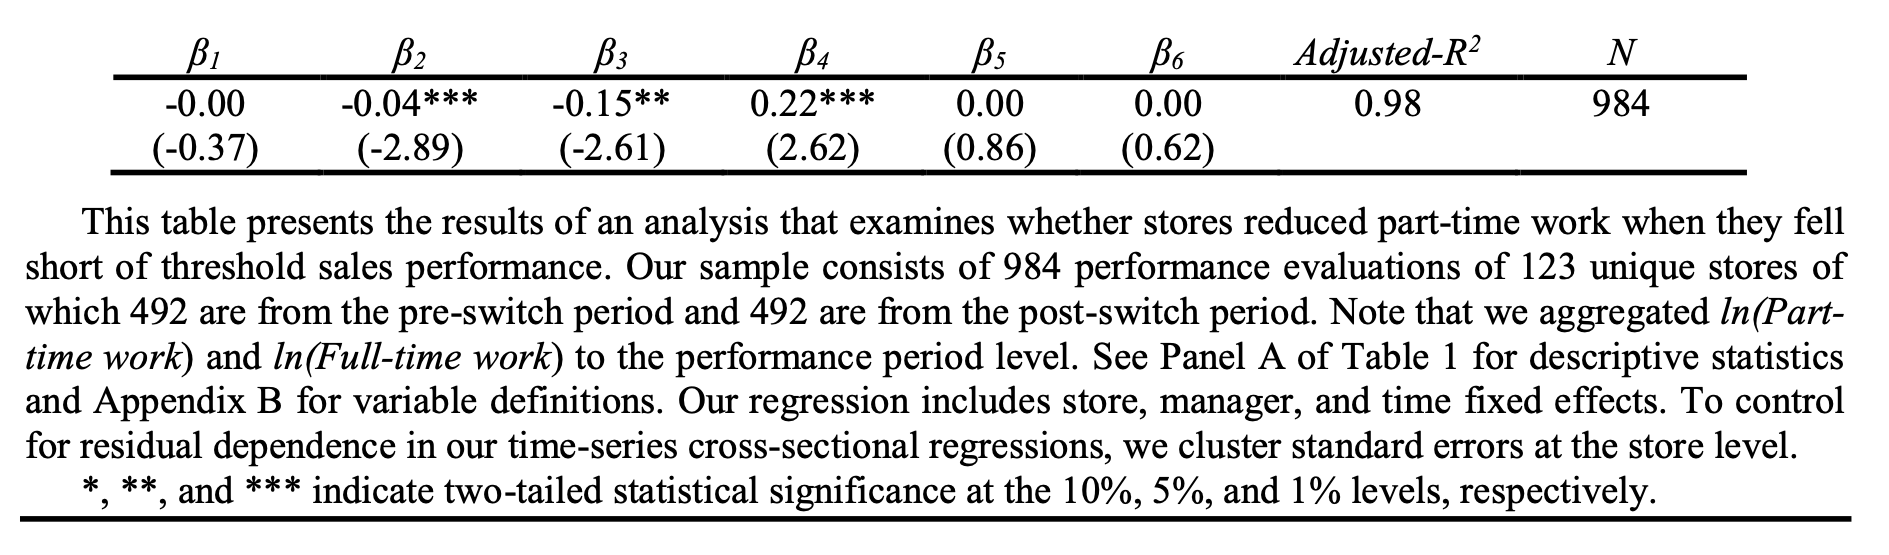 β1 β2 β3 β4 β5 β6 Adjusted-R2 N
-0.00 -0.04*** -0.15** 0.22*** 0.00 0.00 0.98 984
(-0.37) (-2.89) (-2.61) (2.62) (0.86) (0.62)
This table presents the results of an analysis that examines whether stores reduced part-time work when they fell
short of threshold sales performance. Our sample consists of 984 performance evaluations of 123 unique stores of
which 492 are from the pre-switch period and 492 are from the post-switch period. Note that we aggregated ln(Part-
time work) and ln(Full-time work) to the performance period level. See Panel A of Table 1 for descriptive statistics
and Appendix B for variable definitions. Our regression includes store, manager, and time fixed effects. To control
for residual dependence in our time-series cross-sectional regressions, we cluster standard errors at the store level.
*, **, and *** indicate two-tailed statistical significance at the 10%, 5%, and 1% levels, respectively.